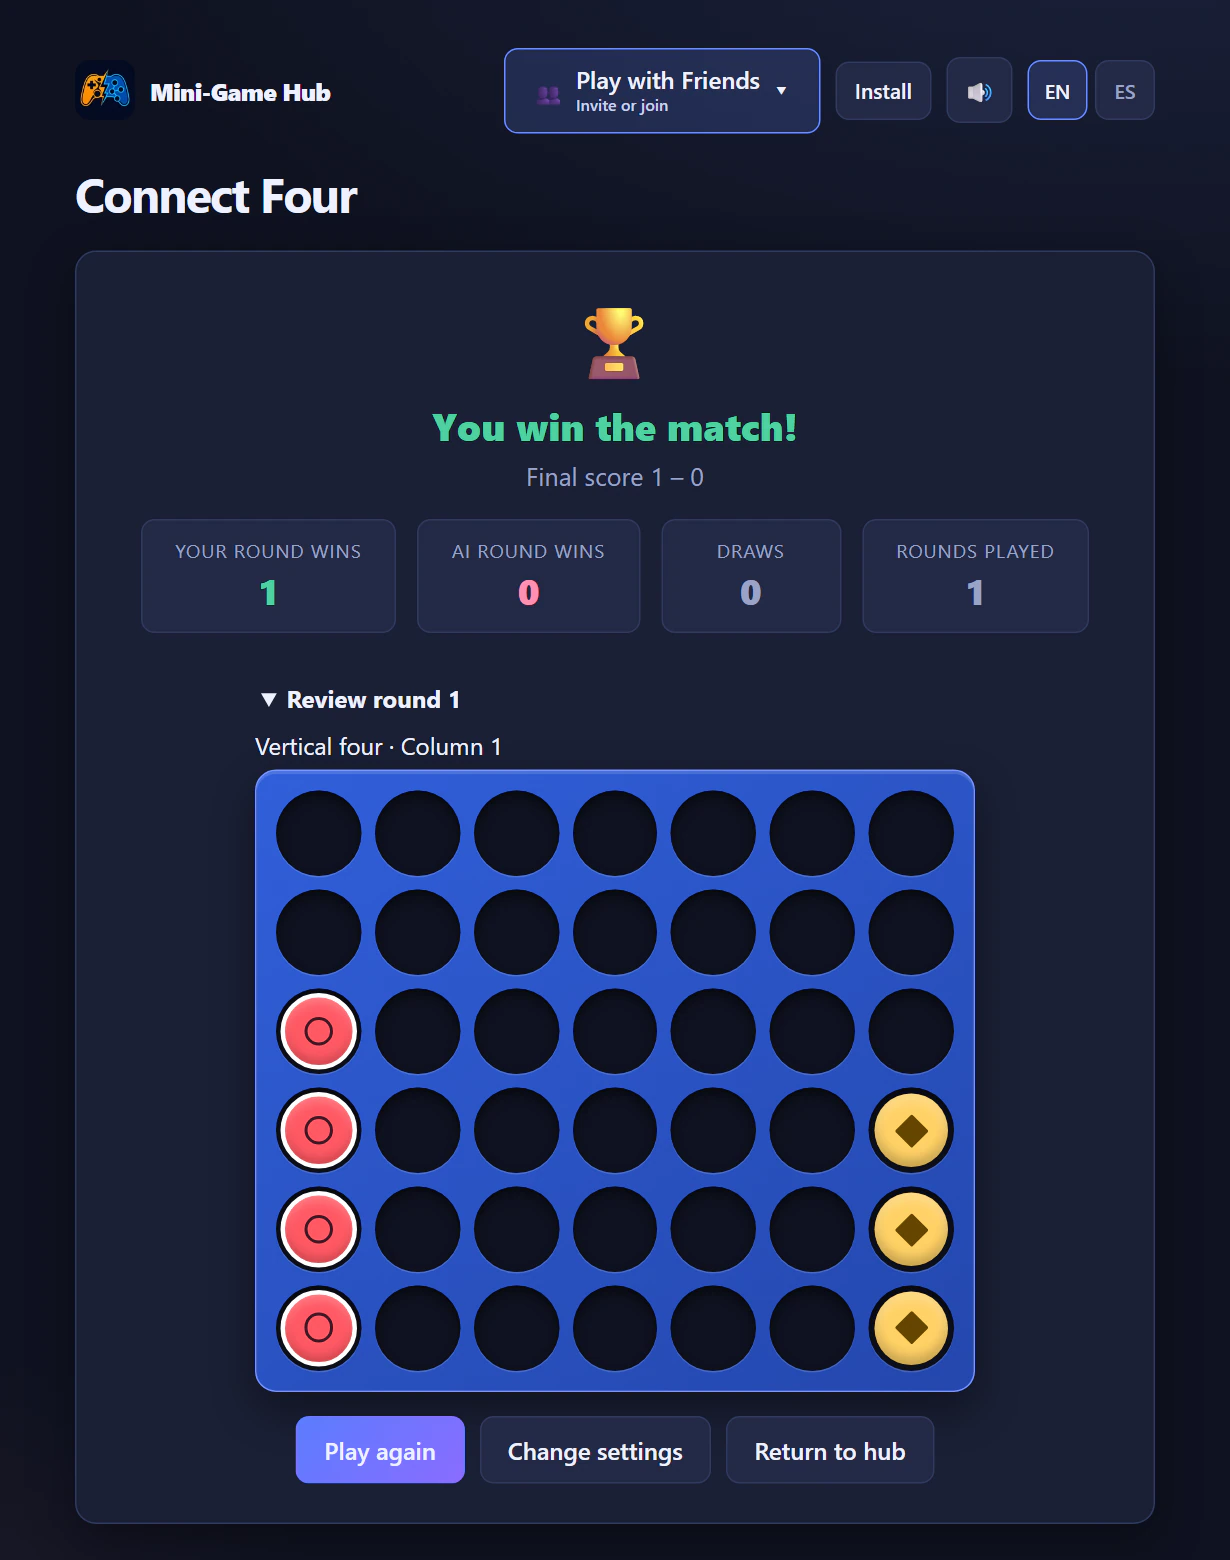 Mini-Game Hub
Play with Friends
Invite or join
Install
EN
ES
Connect Four
You win the match!
Final score 1 – 0
YOUR ROUND WINS
1
AI ROUND WINS
0
DRAWS
0
ROUNDS PLAYED
1
Review round 1
Vertical four · Column 1
Play again
Change settings
Return to hub